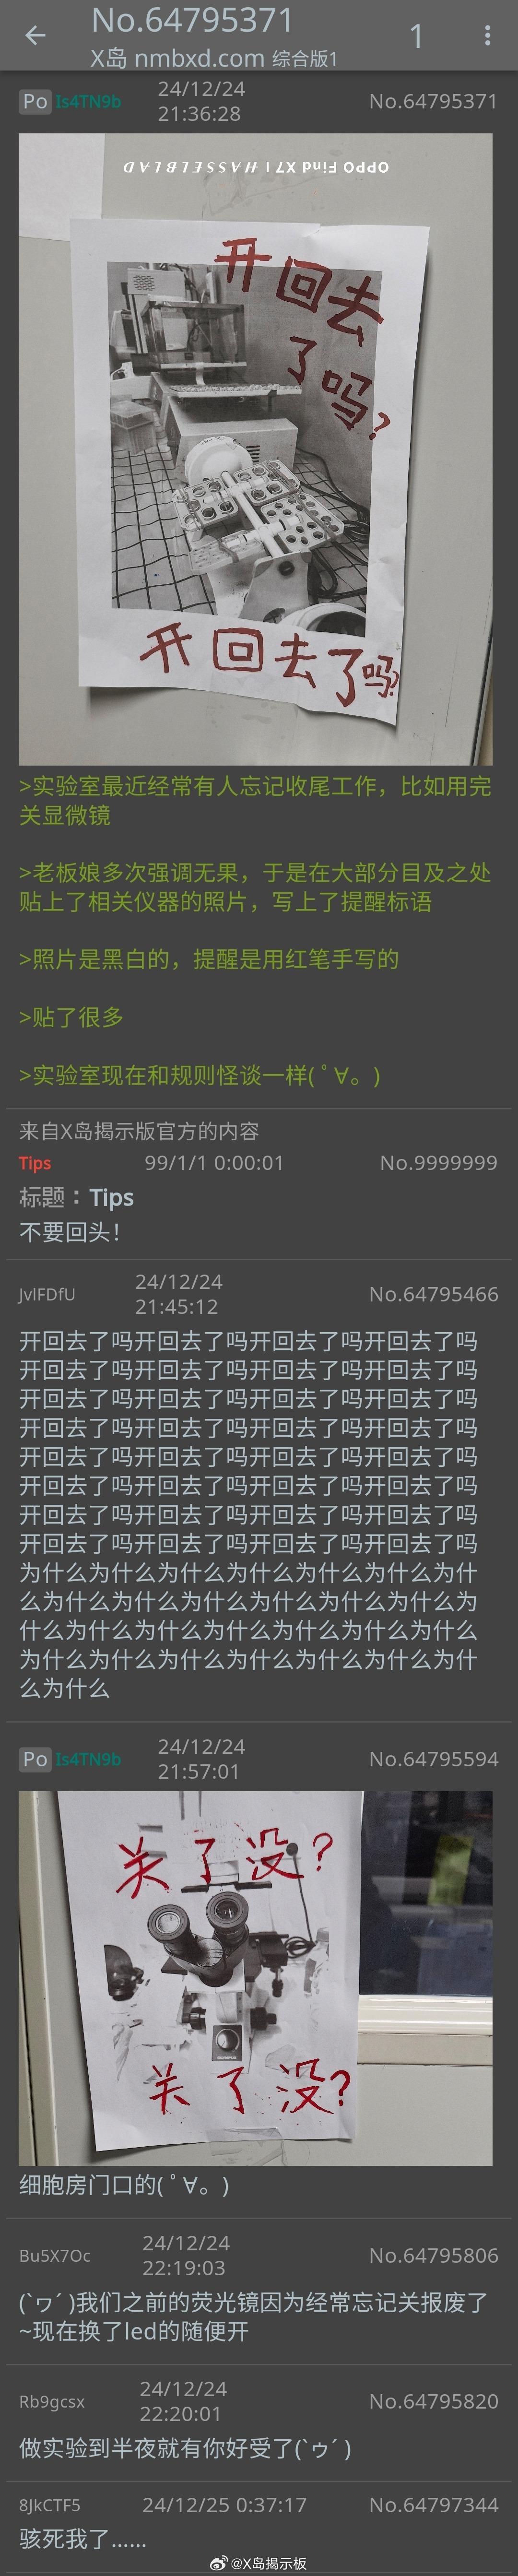 No.64795371
X岛 nmbxd.com 综合版1
1
Po Is4TN9b 24/12/24 21:36:28 No.64795371
OPPO Find X7 | HASSELBLAD
开回去
了吗?
开回去了吗?
>实验室最近经常有人忘记收尾工作，比如用完
关显微镜
>老板娘多次强调无果，于是在大部分目及之处
贴上了相关仪器的照片，写上了提醒标语
>照片是黑白的，提醒是用红笔手写的
>贴了很多
>实验室现在和规则怪谈一样( ﾟ∀。)
来自X岛揭示版官方的内容
Tips 99/1/1 0:00:01 No.9999999
标题：Tips
不要回头！
JvlFDfU 24/12/24 21:45:12 No.64795466
开回去了吗开回去了吗开回去了吗开回去了吗
开回去了吗开回去了吗开回去了吗开回去了吗
开回去了吗开回去了吗开回去了吗开回去了吗
开回去了吗开回去了吗开回去了吗开回去了吗
开回去了吗开回去了吗开回去了吗开回去了吗
开回去了吗开回去了吗开回去了吗开回去了吗
开回去了吗开回去了吗开回去了吗开回去了吗
开回去了吗开回去了吗开回去了吗开回去了吗
为什么为什么为什么为什么为什么为什么为什
么为什么为什么为什么为什么为什么为什么为
什么为什么为什么为什么为什么为什么为什么
为什么为什么为什么为什么为什么为什么为什
么为什么
Po Is4TN9b 24/12/24 21:57:01 No.64795594
关了没?
关了没?
细胞房门口的( ﾟ∀。)
Bu5X7Oc 24/12/24 22:19:03 No.64795806
(`ヮ´ )我们之前的荧光镜因为经常忘记关报废了
~现在换了led的随便开
Rb9gcsx 24/12/24 22:20:01 No.64795820
做实验到半夜就有你好受了(`ゥ´ )
8JkCTF5 24/12/25 0:37:17 No.64797344
骇死我了……
@X岛揭示板